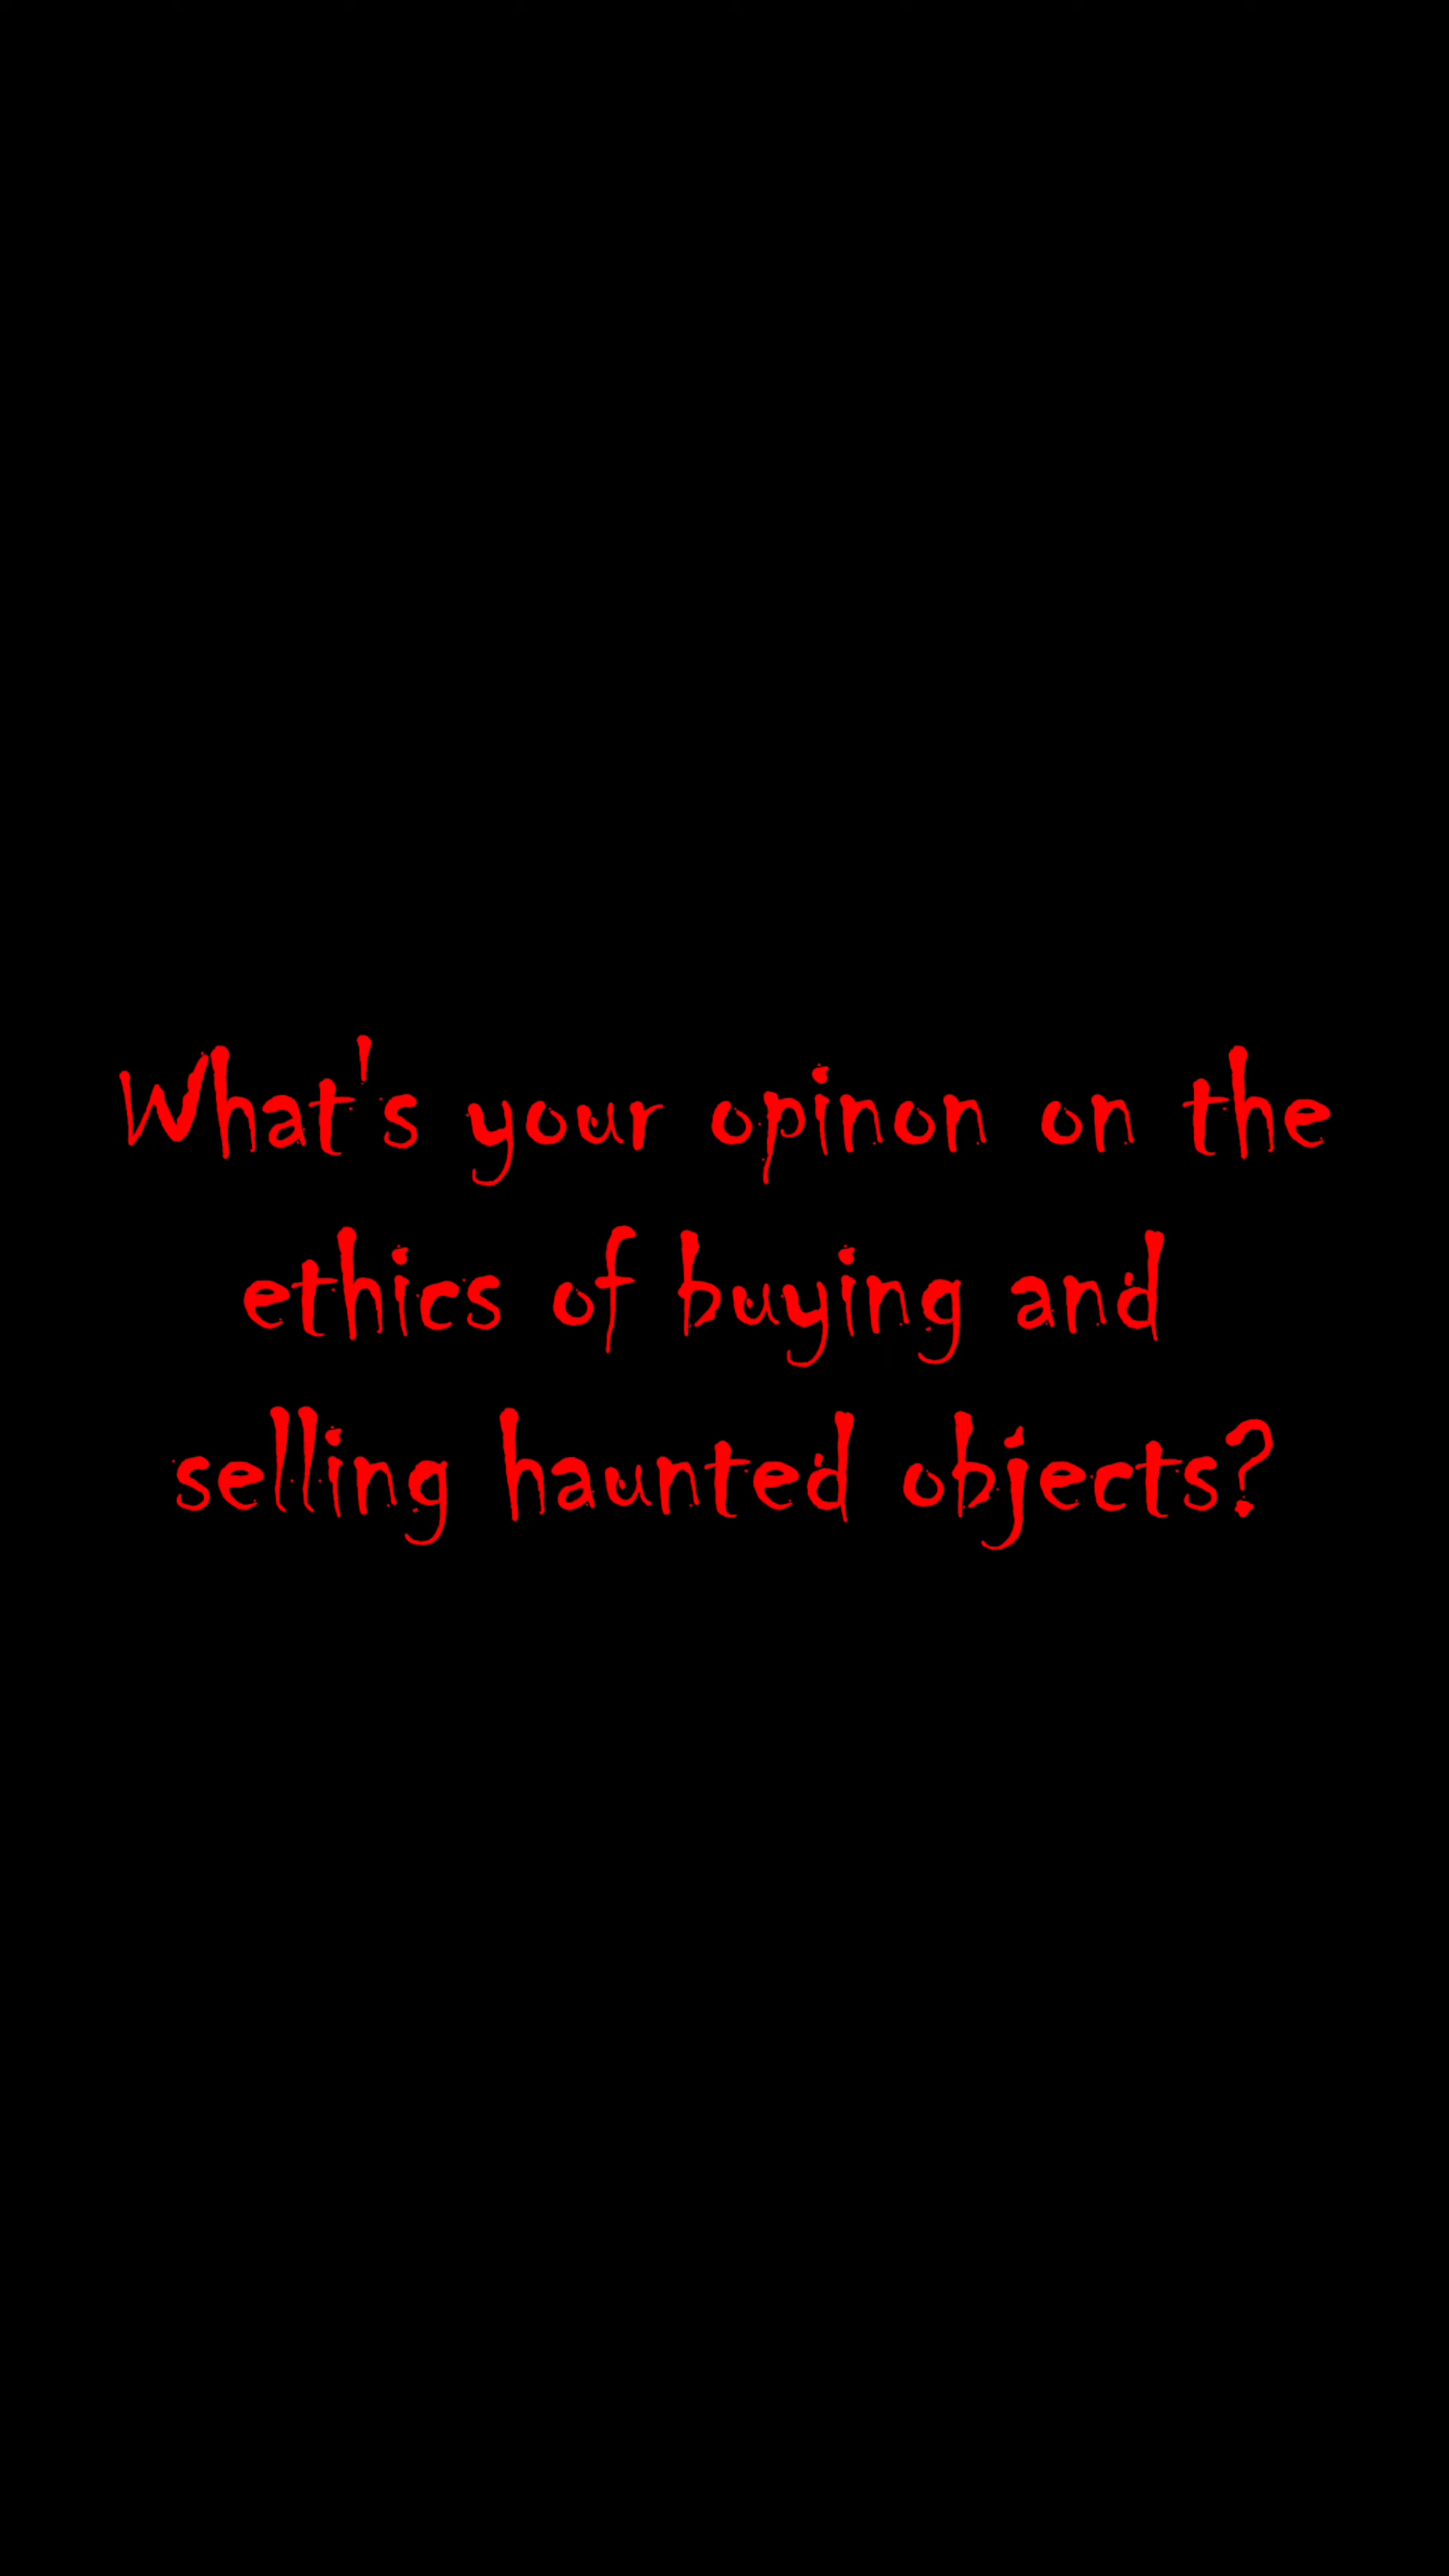 What's your opinon on the
ethics of buying and
selling haunted objects?